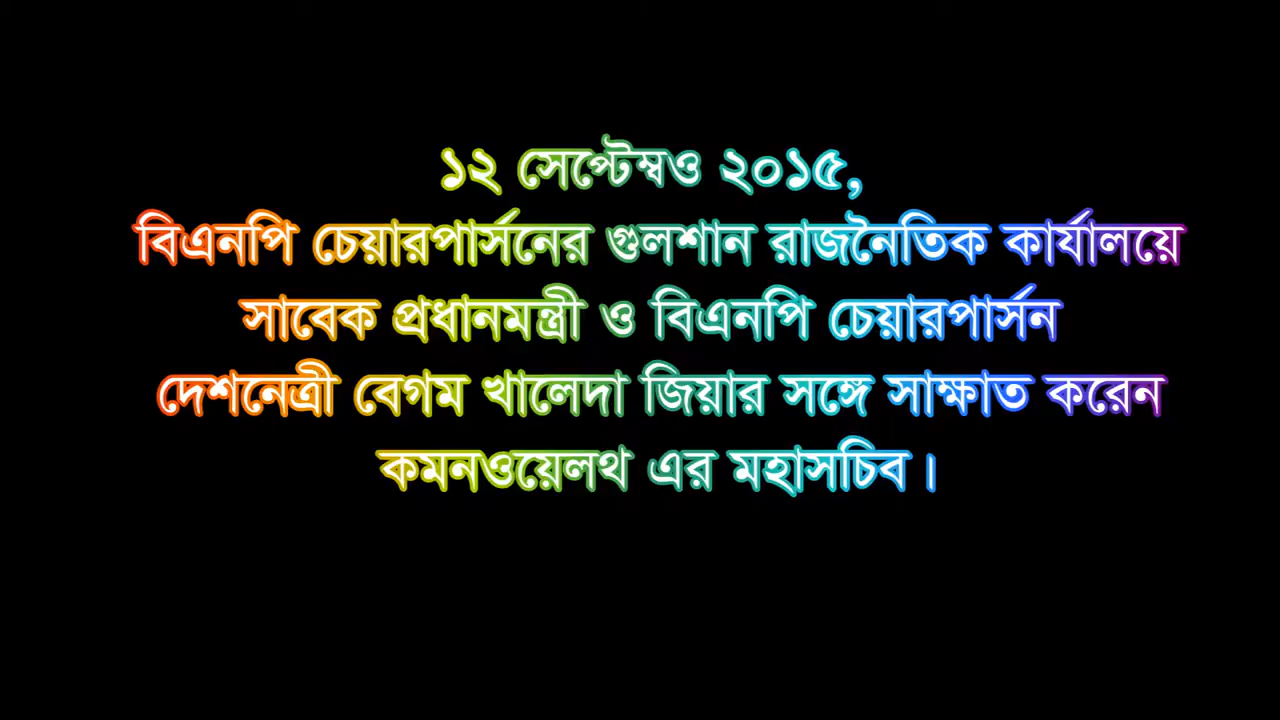 ১২ সেপ্টেম্বও ২০১৫,
বিএনপি চেয়ারপার্সনের গুলশান রাজনৈতিক কার্যালয়ে
সাবেক প্রধানমন্ত্রী ও বিএনপি চেয়ারপার্সন
দেশনেত্রী বেগম খালেদা জিয়ার সঙ্গে সাক্ষাত করেন
কমনওয়েলথ এর মহাসচিব।